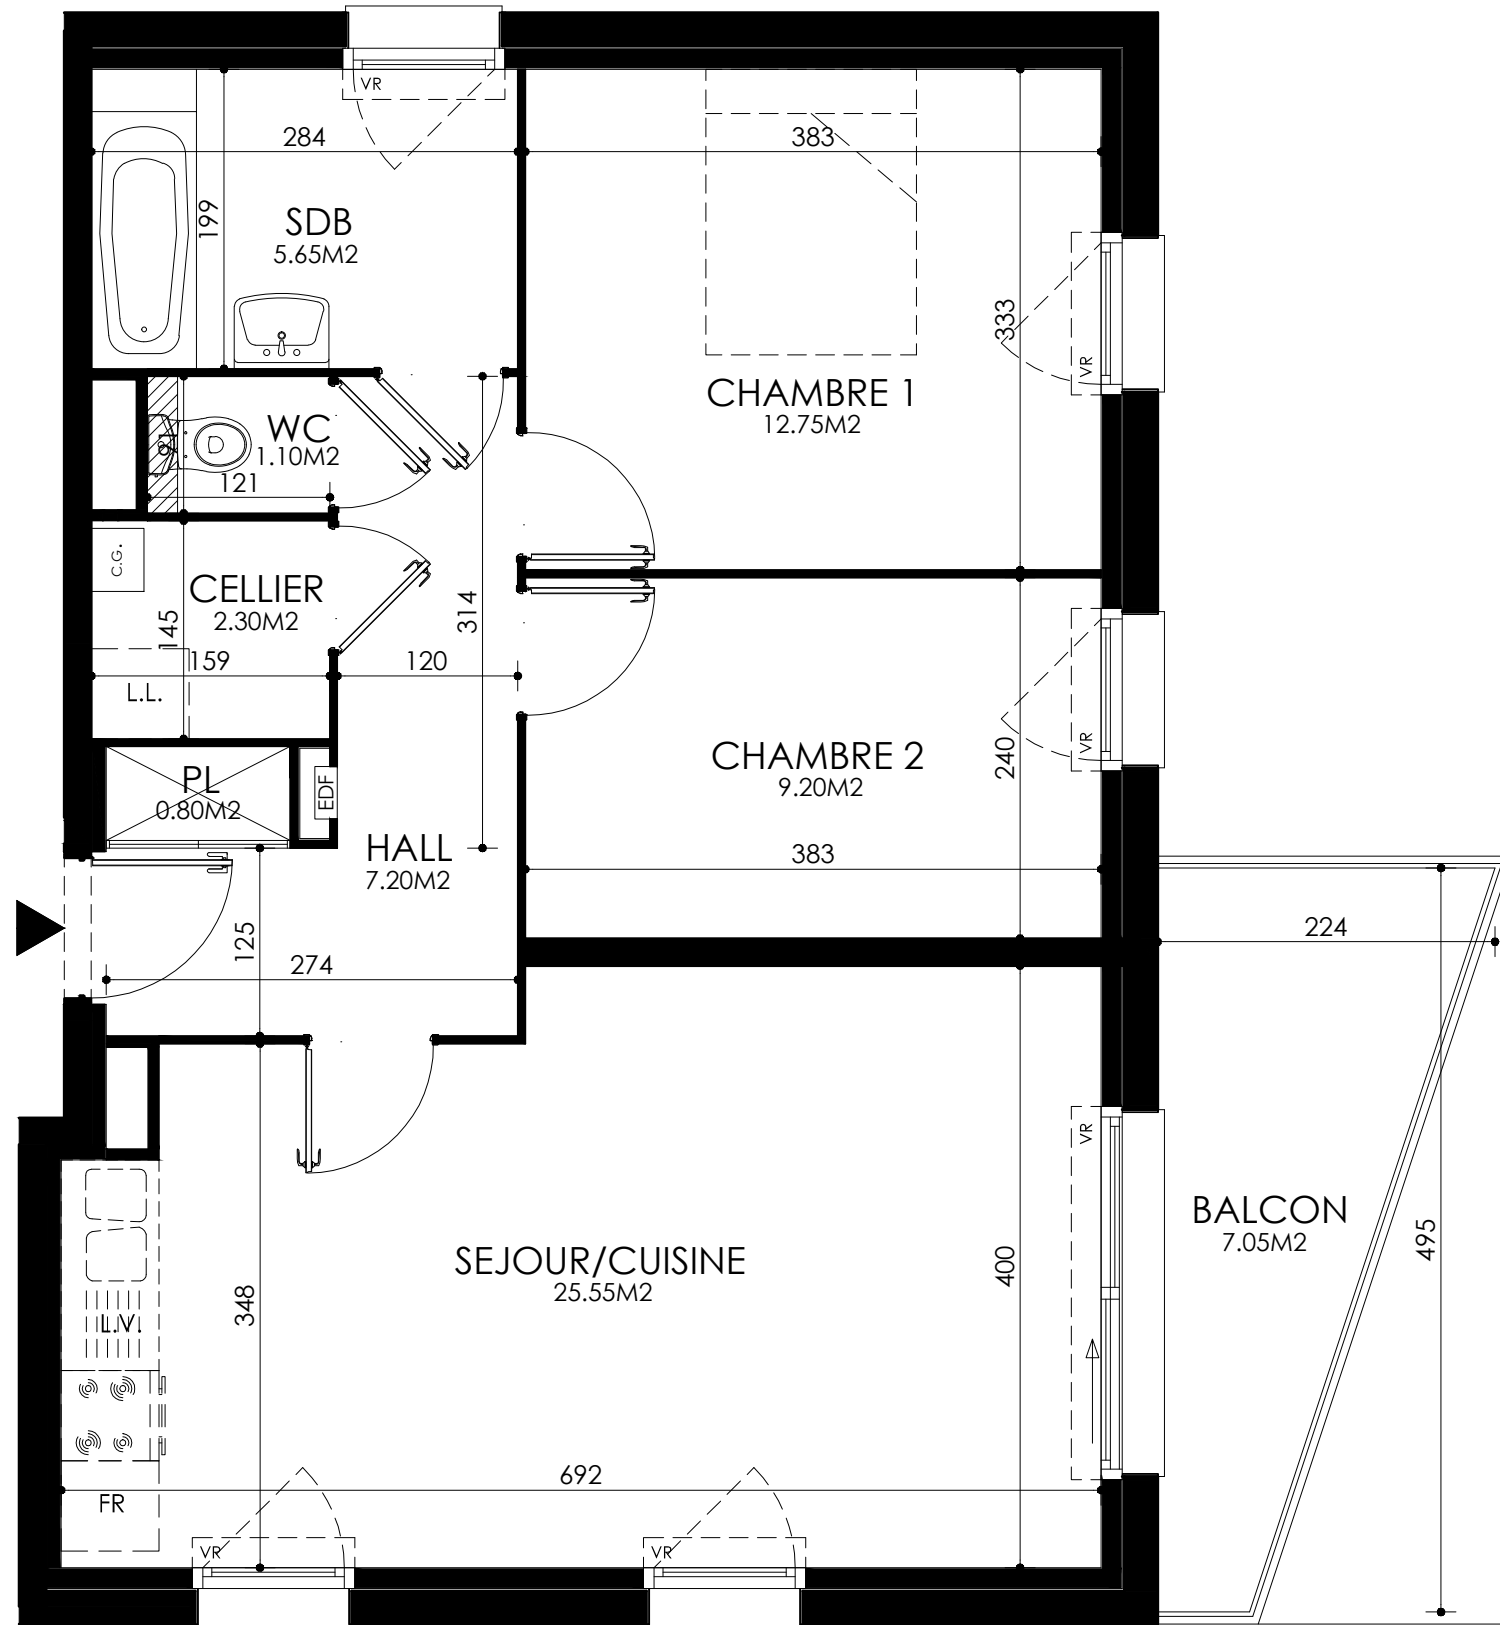 VR
284
383
199
SDB
5.65M2
333
VR
CHAMBRE 1
12.75M2
WC
1.10M2
121
C.G.
CELLIER
2.30M2
145
314
159
120
L.L.
VR
CHAMBRE 2
9.20M2
240
PL
0.80M2
EDF
HALL
7.20M2
383
125
274
224
VR
BALCON
7.05M2
495
SEJOUR/CUISINE
25.55M2
400
348
L.V.
692
FR
VR
VR